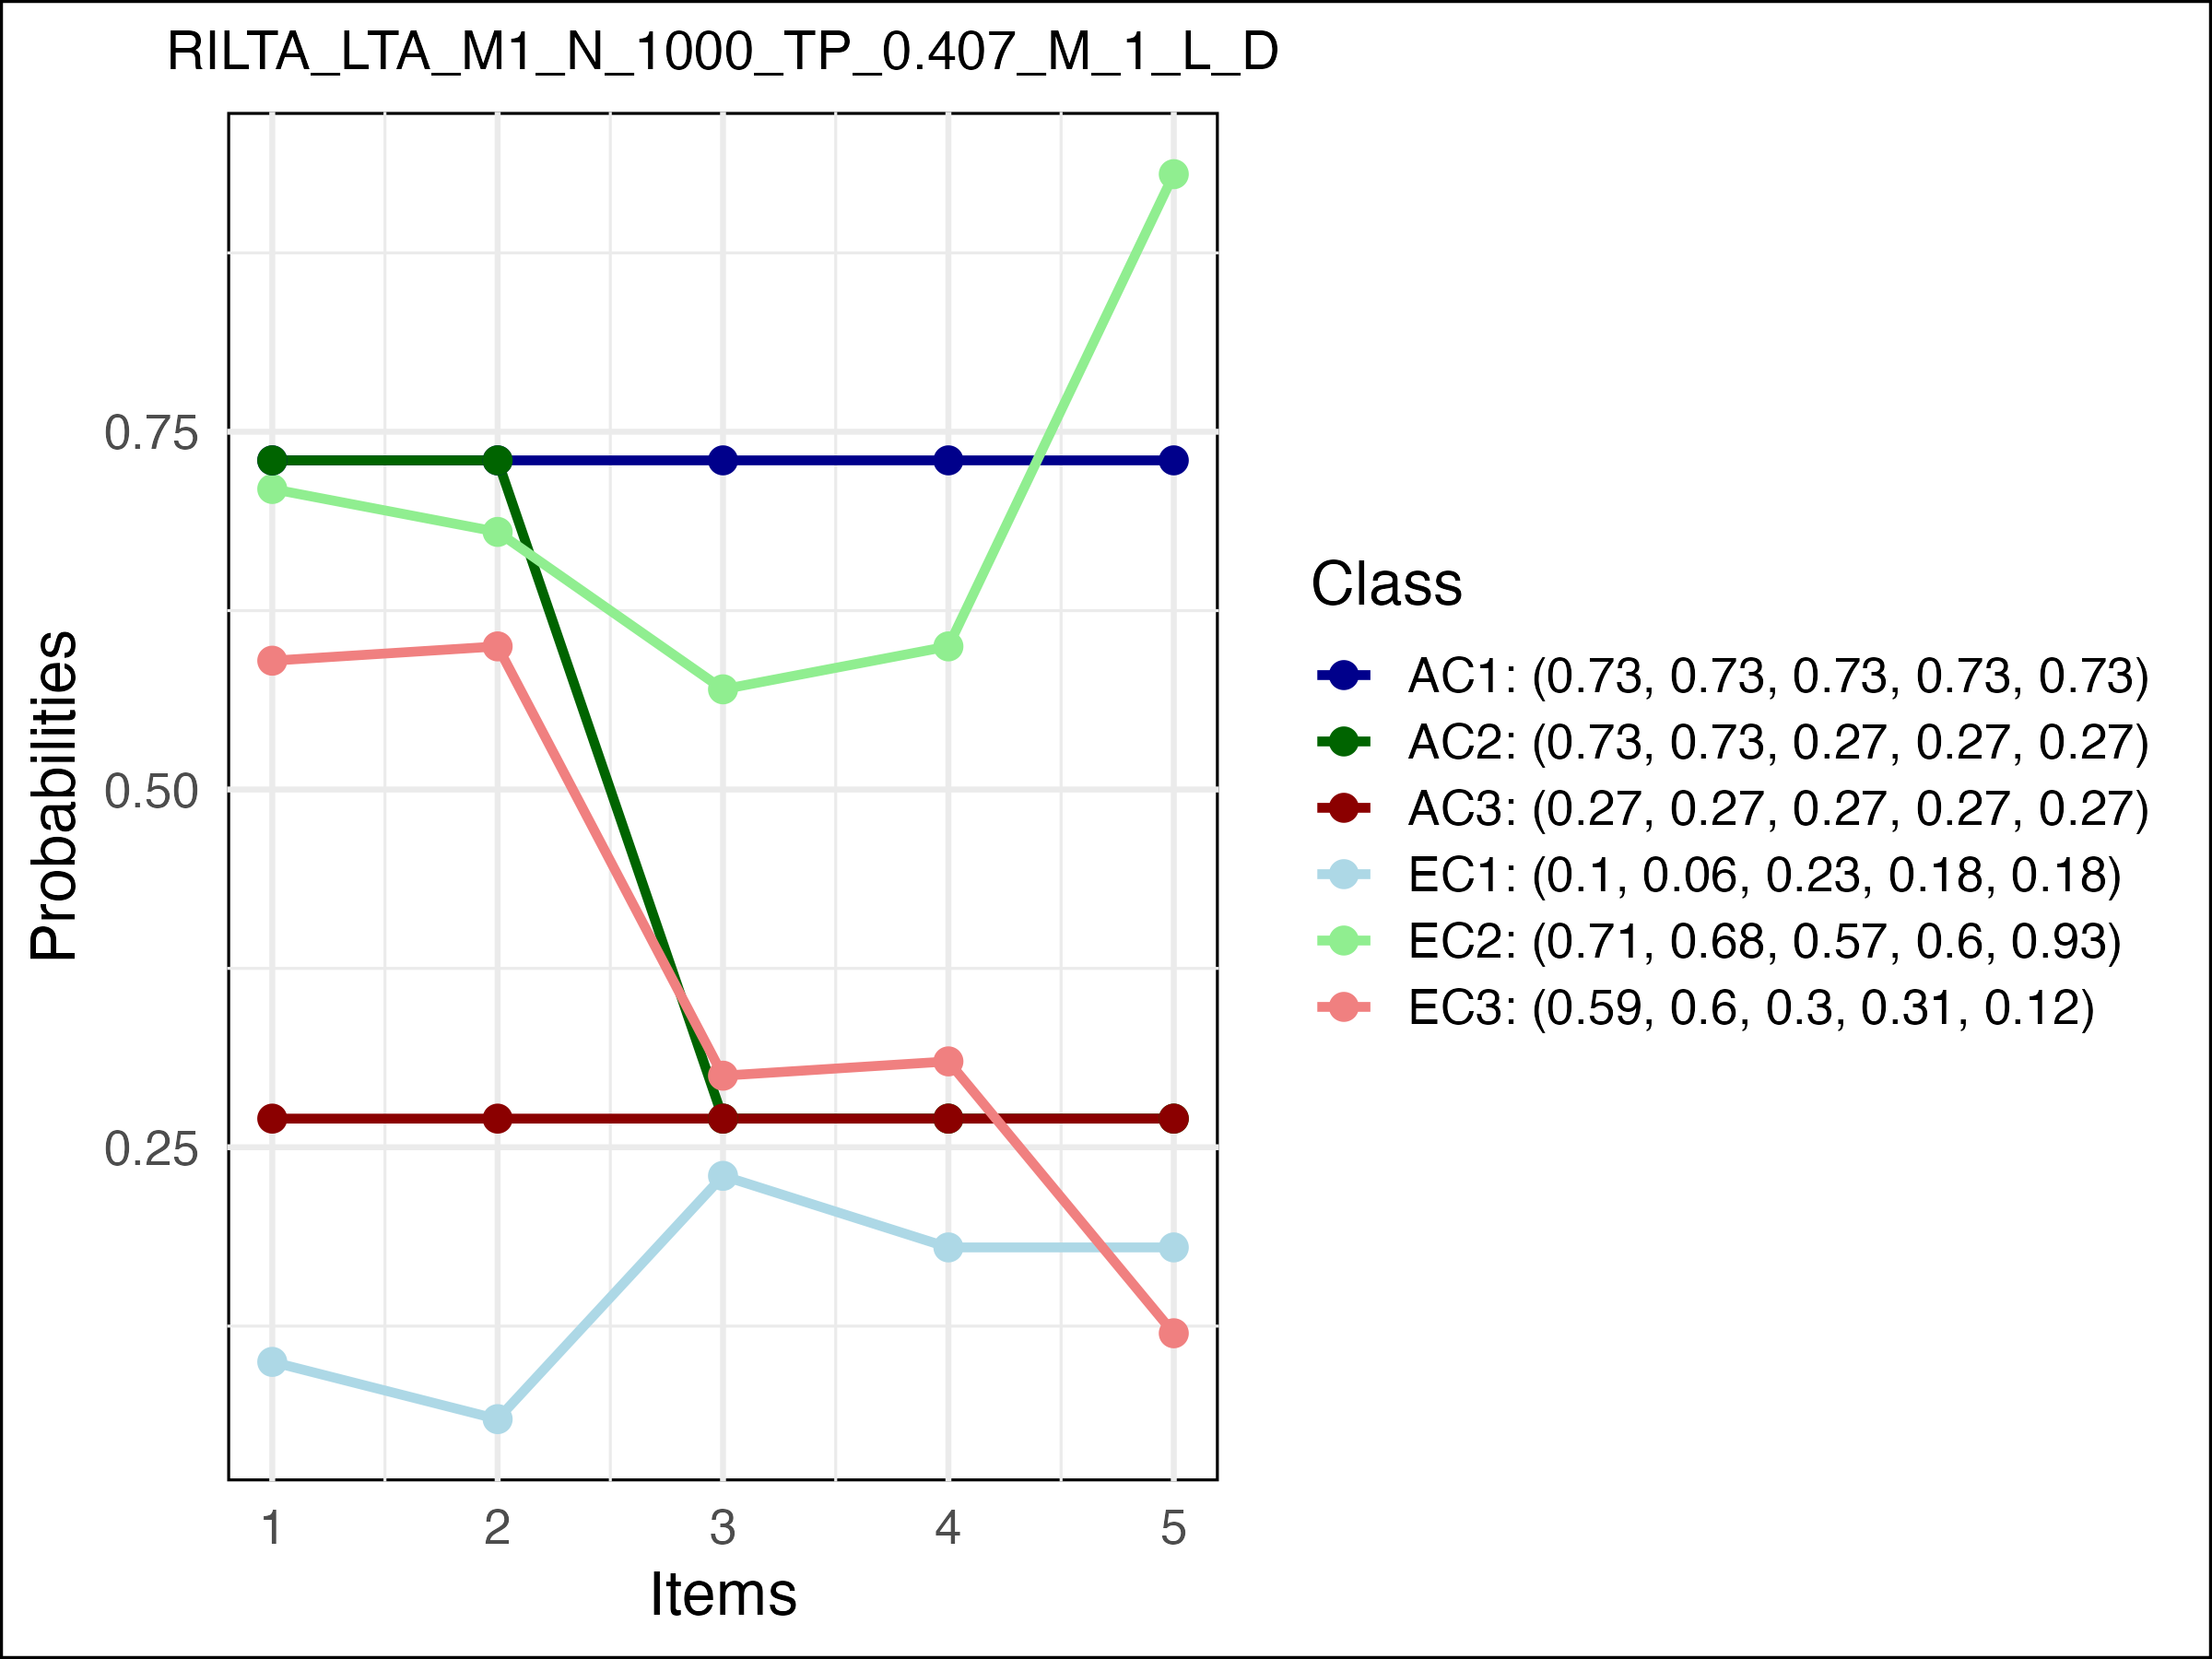 RILTA_LTA_M1_N_1000_TP_0.407_M_1_L_D
Probabilities
0.75
0.50
0.25
1 2 3 4 5
Items
Class
AC1: (0.73, 0.73, 0.73, 0.73, 0.73)
AC2: (0.73, 0.73, 0.27, 0.27, 0.27)
AC3: (0.27, 0.27, 0.27, 0.27, 0.27)
EC1: (0.1, 0.06, 0.23, 0.18, 0.18)
EC2: (0.71, 0.68, 0.57, 0.6, 0.93)
EC3: (0.59, 0.6, 0.3, 0.31, 0.12)